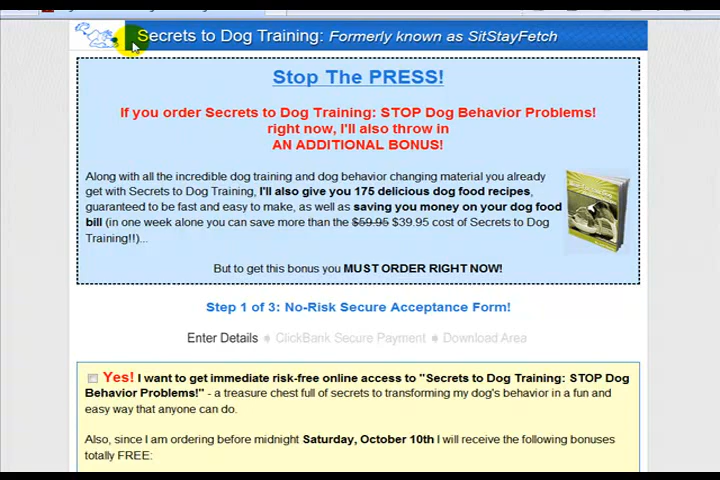 Secrets to Dog Training: Formerly known as SitStayFetch
Stop The PRESS!
If you order Secrets to Dog Training: STOP Dog Behavior Problems!
right now, I'll also throw in
AN ADDITIONAL BONUS!
Along with all the incredible dog training and dog behavior changing material you already
get with Secrets to Dog Training, I'll also give you 175 delicious dog food recipes,
guaranteed to be fast and easy to make, as well as saving you money on your dog food
bill (in one week alone you can save more than the $59.95 $39.95 cost of Secrets to Dog
Training!!)...
But to get this bonus you MUST ORDER RIGHT NOW!
Step 1 of 3: No-Risk Secure Acceptance Form!
Enter Details ClickBank Secure Payment Download Area
Yes! I want to get immediate risk-free online access to "Secrets to Dog Training: STOP Dog
Behavior Problems!" - a treasure chest full of secrets to transforming my dog's behavior in a fun and
easy way that anyone can do.
Also, since I am ordering before midnight Saturday, October 10th I will receive the following bonuses
totally FREE: